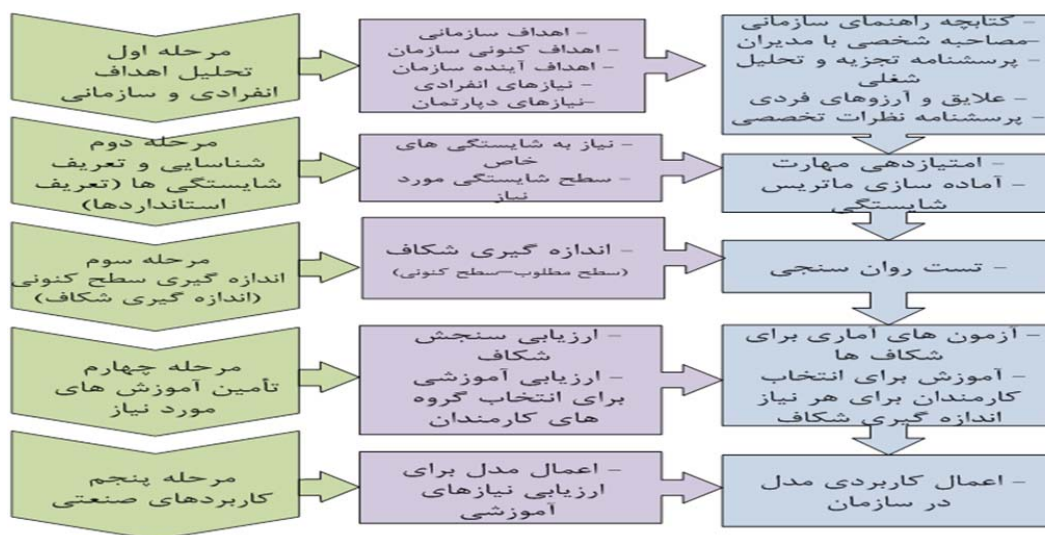 مرحله اول
تحلیل اهداف
انفرادی و سازمانی
– اهداف سازمانی
– اهداف کنونی سازمان
– اهداف آینده سازمان
– نیازهای انفرادی
–نیازهای دپارتمان
– کتابچه راهنمای سازمانی
–مصاحبه شخصی با مدیران
– پرسشنامه تجزیه و تحلیل
شغلی
– علایق و آرزوهای فردی
– پرسشنامه نظرات تخصصی
مرحله دوم
شناسایی و تعریف
شایستگی ها (تعریف
استانداردها)
– نیاز به شایستگی های
خاص
– سطح شایستگی مورد
نیاز
– امتیازدهی مهارت
– آماده سازی ماتریس
شایستگی
مرحله سوم
اندازه گیری سطح کنونی
(اندازه گیری شکاف)
– اندازه گیری شکاف
(سطح مطلوب–سطح کنونی)
– تست روان سنجی
مرحله چهارم
تأمین آموزش های
مورد نیاز
– ارزیابی سنجش
شکاف
– ارزیابی آموزشی
برای انتخاب گروه
های کارمندان
– آزمون های آماری برای
شکاف ها
– آموزش برای انتخاب
کارمندان برای هر نیاز
اندازه گیری شکاف
مرحله پنجم
کاربردهای صنعتی
– اعمال مدل برای
ارزیابی نیازهای
آموزشی
– اعمال کاربردی مدل
در سازمان